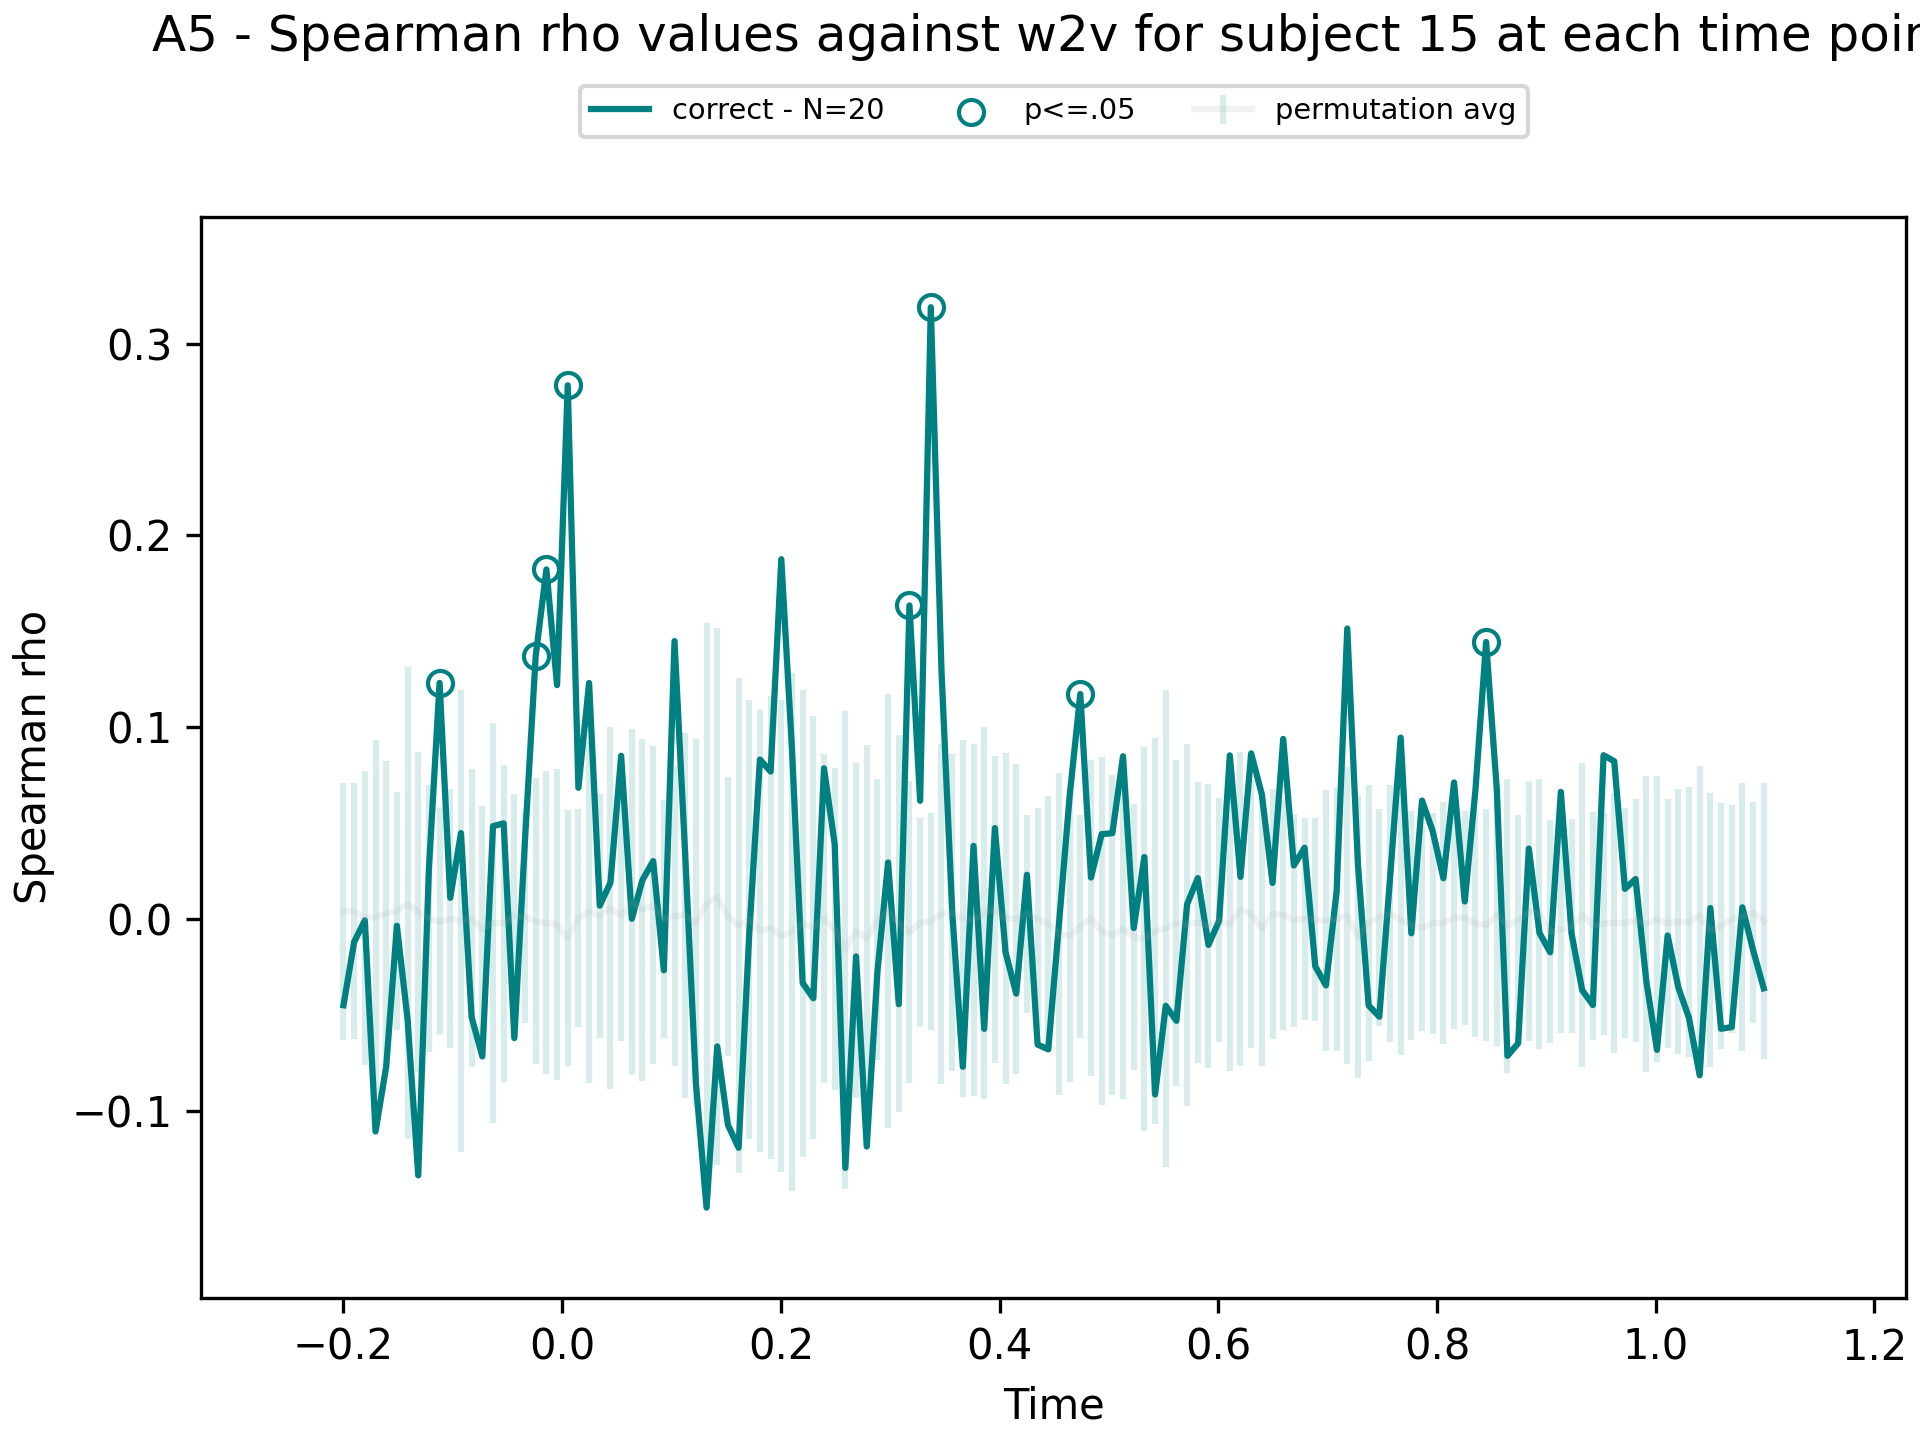 A5 - Spearman rho values against w2v for subject 15 at each time
correct - N=20 p<=.05 permutation avg
Spearman rho
0.3
0.2
0.1
0.0
−0.1
−0.2 0.0 0.2 0.4 0.6 0.8 1.0 1.2
Time